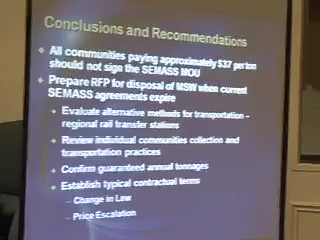 Conclusions and Recommendations
All communities paying approximately $37 per ton
should not sign the SEMASS MOU
Prepare RFP for disposal of MSW when current
SEMASS agreements expire
Evaluate alternative methods for transportation –
regional rail transfer stations
Review individual communities collection and
transportation practices
Confirm guaranteed annual tonnages
Establish typical contractual terms
– Change in Law
– Price Escalation